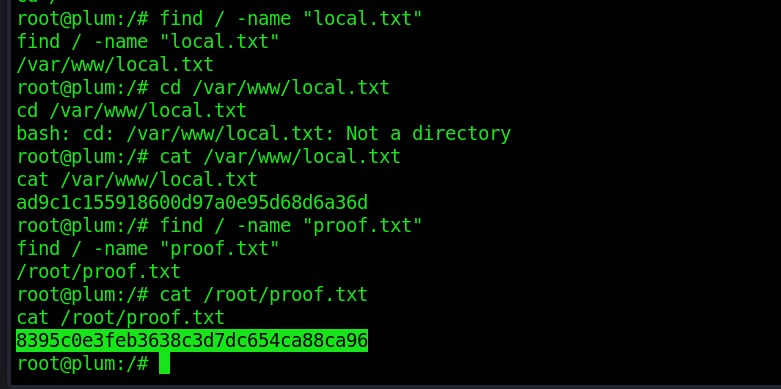 root@plum:/# find / -name "local.txt"
find / -name "local.txt"
/var/www/local.txt
root@plum:/# cd /var/www/local.txt
cd /var/www/local.txt
bash: cd: /var/www/local.txt: Not a directory
root@plum:/# cat /var/www/local.txt
cat /var/www/local.txt
ad9c1c155918600d97a0e95d68d6a36d
root@plum:/# find / -name "proof.txt"
find / -name "proof.txt"
/root/proof.txt
root@plum:/# cat /root/proof.txt
cat /root/proof.txt
8395c0e3feb3638c3d7dc654ca88ca96
root@plum:/#